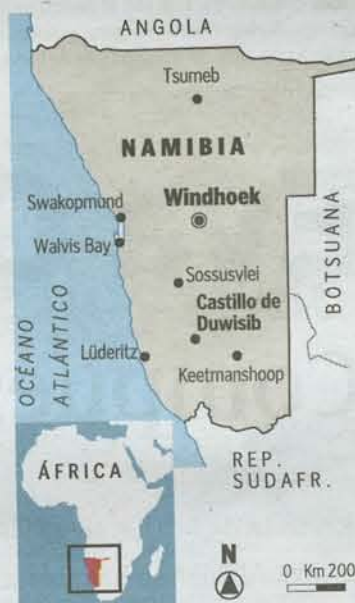 ANGOLA
Tsumeb
NAMIBIA
Swakopmund
Windhoek
Walvis Bay
Sossusvlei
BOTSUANA
OCÉANO
ATLÁNTICO
Castillo de
Duwisib
Lüderitz
Keetmanshoop
ÁFRICA
REP.
SUDAFR.
N
0 Km 200